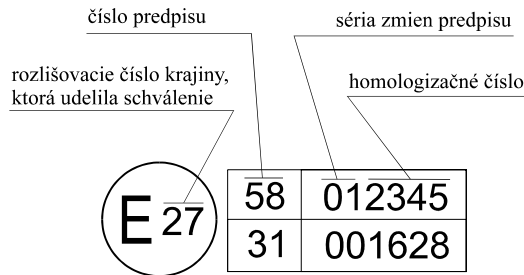 číslo predpisu
séria zmien predpisu
rozlišovacie číslo krajiny,
ktorá udelila schválenie
homologizačné číslo
E 27
58 012345
31 001628